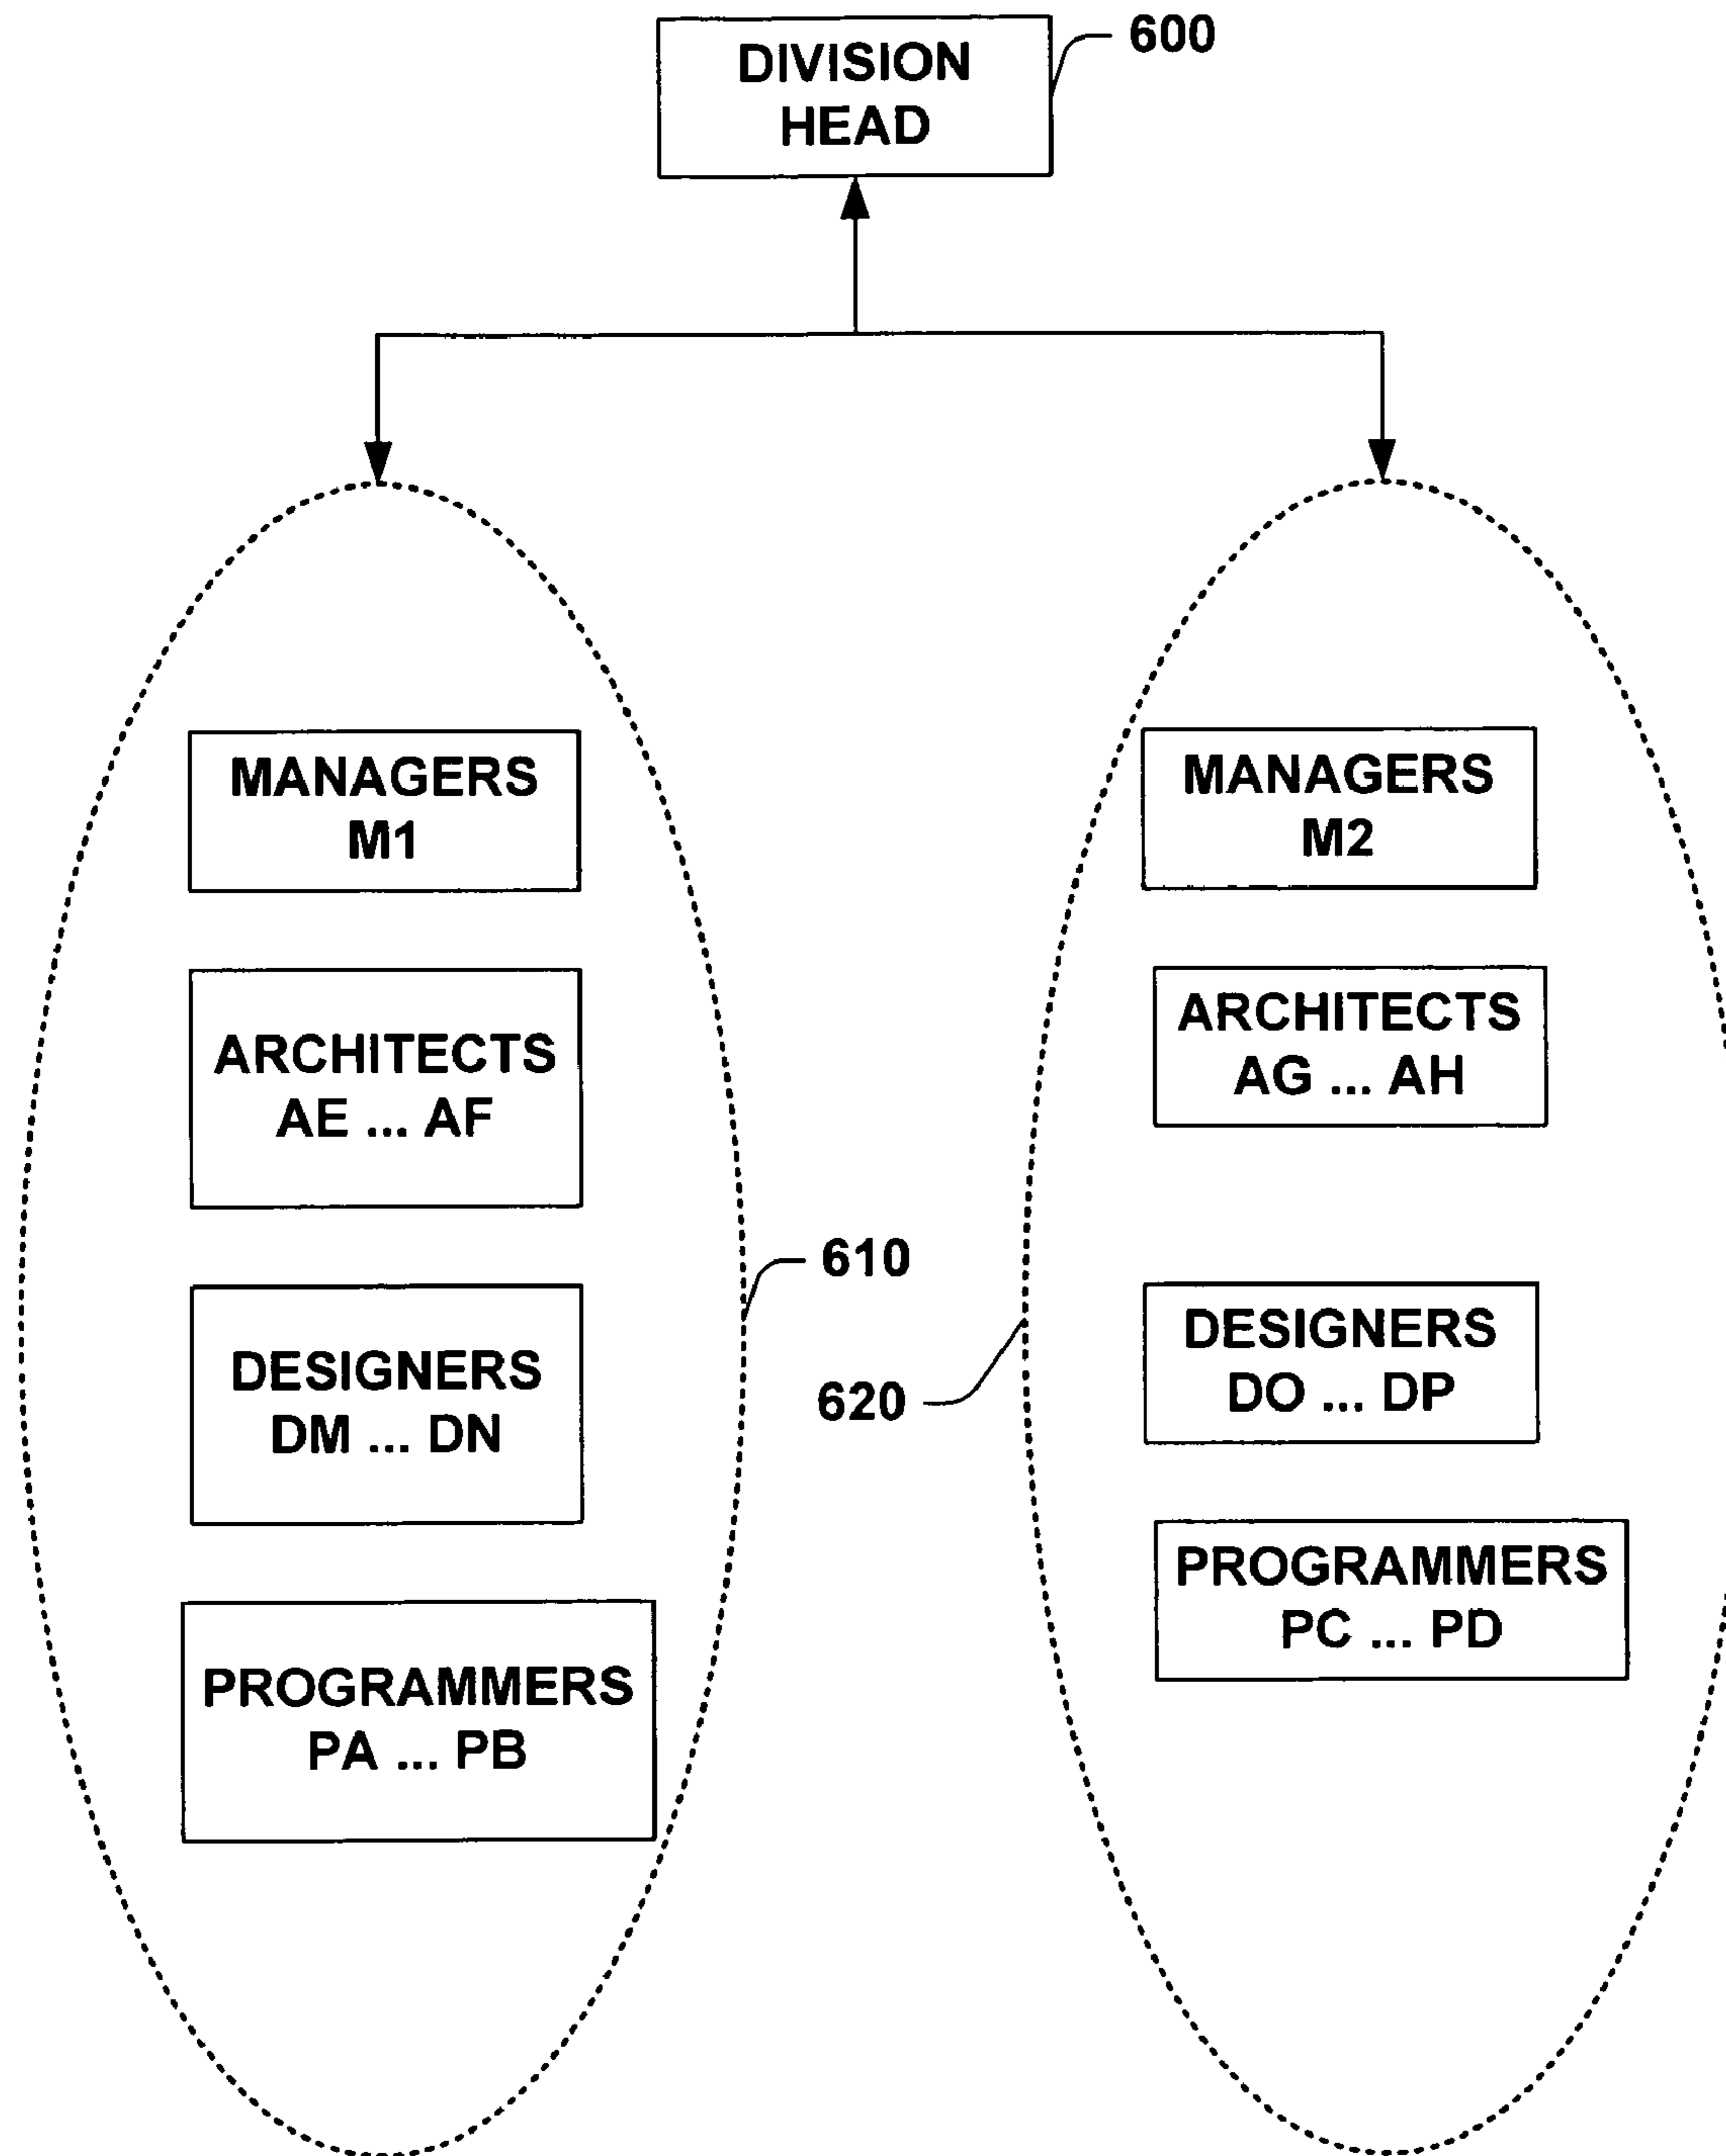 DIVISION
HEAD
600
MANAGERS
M1
ARCHITECTS
AE ... AF
DESIGNERS
DM ... DN
PROGRAMMERS
PA ... PB
610
620
MANAGERS
M2
ARCHITECTS
AG ... AH
DESIGNERS
DO ... DP
PROGRAMMERS
PC ... PD